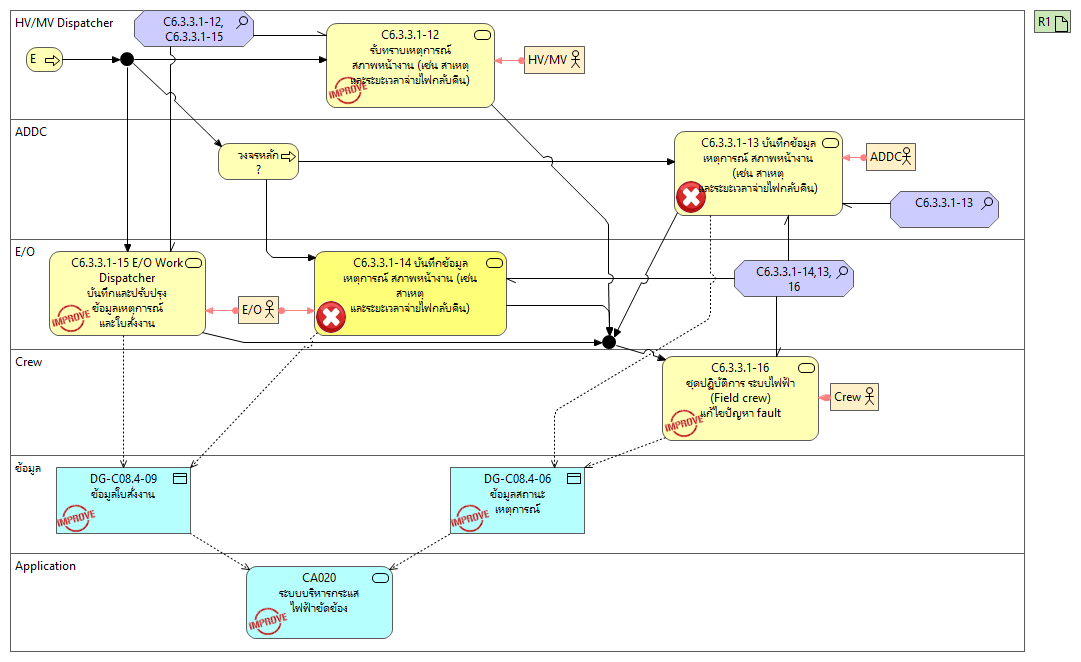 HV/MV Dispatcher
C6.3.3.1-12,
C6.3.3.1-15
E
C6.3.3.1-12
รับทราบเหตุการณ์
สภาพหน้างาน (เช่น สาเหตุ
และระยะเวลาจ่ายไฟกลับคืน)
IMPROVE
HV/MV
R1
ADDC
วงจรหลัก
?
C6.3.3.1-13 บันทึกข้อมูล
เหตุการณ์ สภาพหน้างาน
(เช่น สาเหตุ
และระยะเวลาจ่ายไฟกลับคืน)
ADDC
C6.3.3.1-13
E/O
C6.3.3.1-15 E/O Work
Dispatcher
บันทึกและปรับปรุง
ข้อมูลเหตุการณ์
และใบสั่งงาน
IMPROVE
E/O
C6.3.3.1-14 บันทึกข้อมูล
เหตุการณ์ สภาพหน้างาน (เช่น
สาเหตุ
และระยะเวลาจ่ายไฟกลับคืน)
C6.3.3.1-14,13,
16
Crew
C6.3.3.1-16
ชุดปฏิบัติการ ระบบไฟฟ้า
(Field crew)
แก้ไขปัญหา fault
IMPROVE
Crew
ข้อมูล
DG-C08.4-09
ข้อมูลใบสั่งงาน
IMPROVE
DG-C08.4-06
ข้อมูลสถานะ
เหตุการณ์
IMPROVE
Application
CA020
ระบบบริหารกระแส
ไฟฟ้าขัดข้อง
IMPROVE